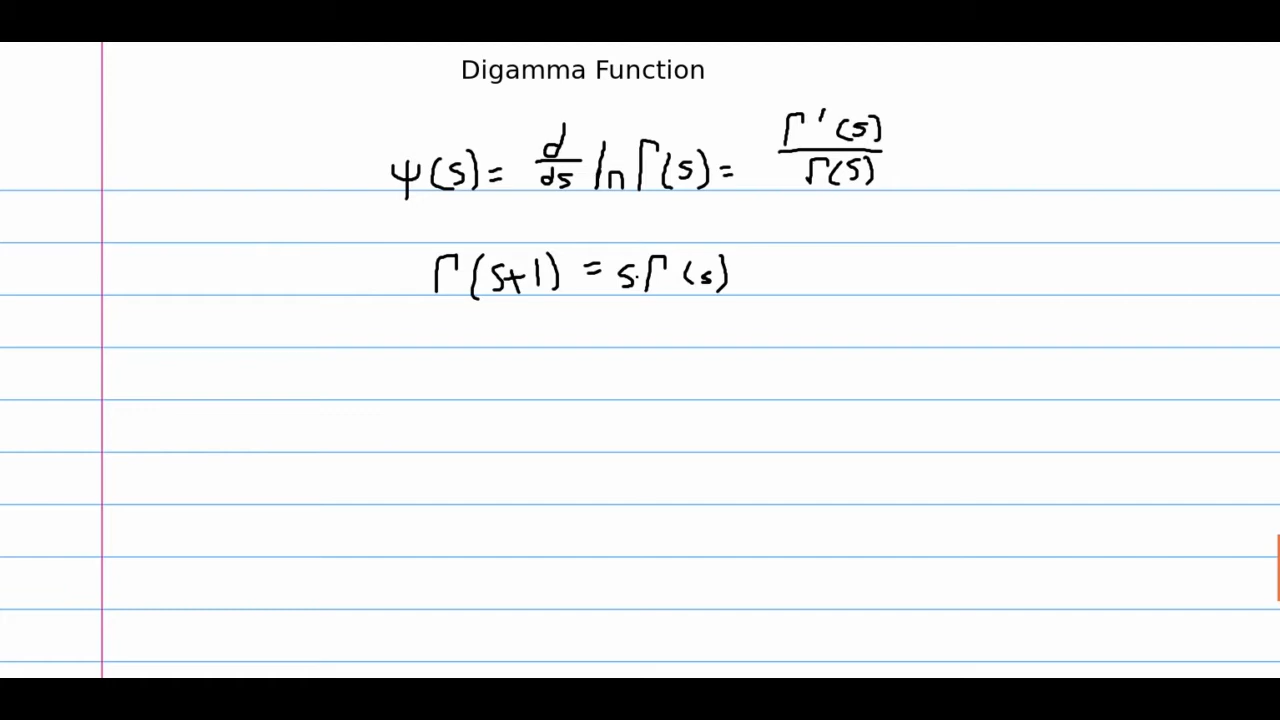 Digamma Function
ψ(s) = d/ds ln Γ(s) = Γ'(s)/Γ(s)
Γ(s+1) = s·Γ(s)